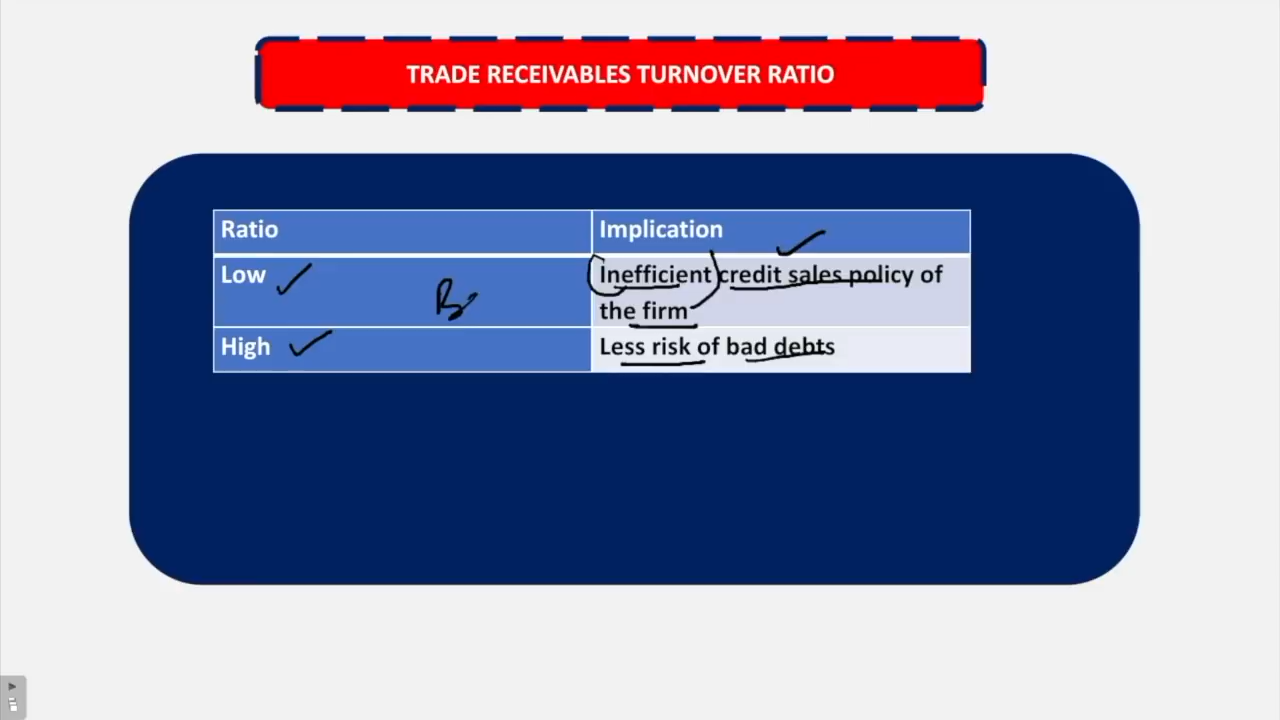 TRADE RECEIVABLES TURNOVER RATIO
Ratio
Implication
Low
Inefficient credit sales policy of
the firm
High
Less risk of bad debts